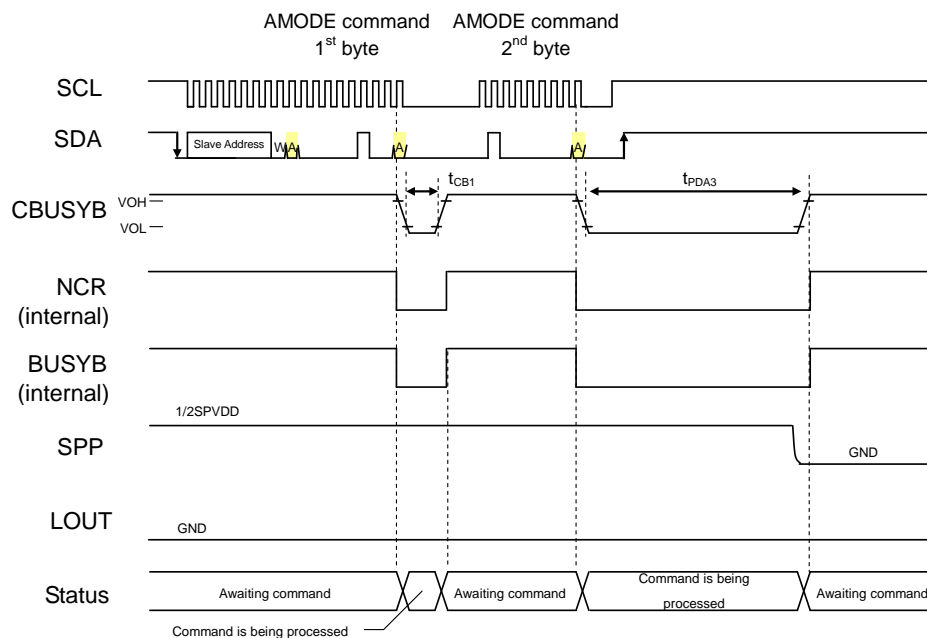 AMODE command
1st byte
AMODE command
2nd byte
SCL
SDA
Slave Address
W
A
A
A
CBUSYB
VOH
VOL
tCB1
tPDA3
NCR
(internal)
BUSYB
(internal)
1/2SPVDD
SPP
GND
LOUT
GND
Status
Awaiting command
Awaiting command
Command is being
processed
Awaiting command
Command is being processed